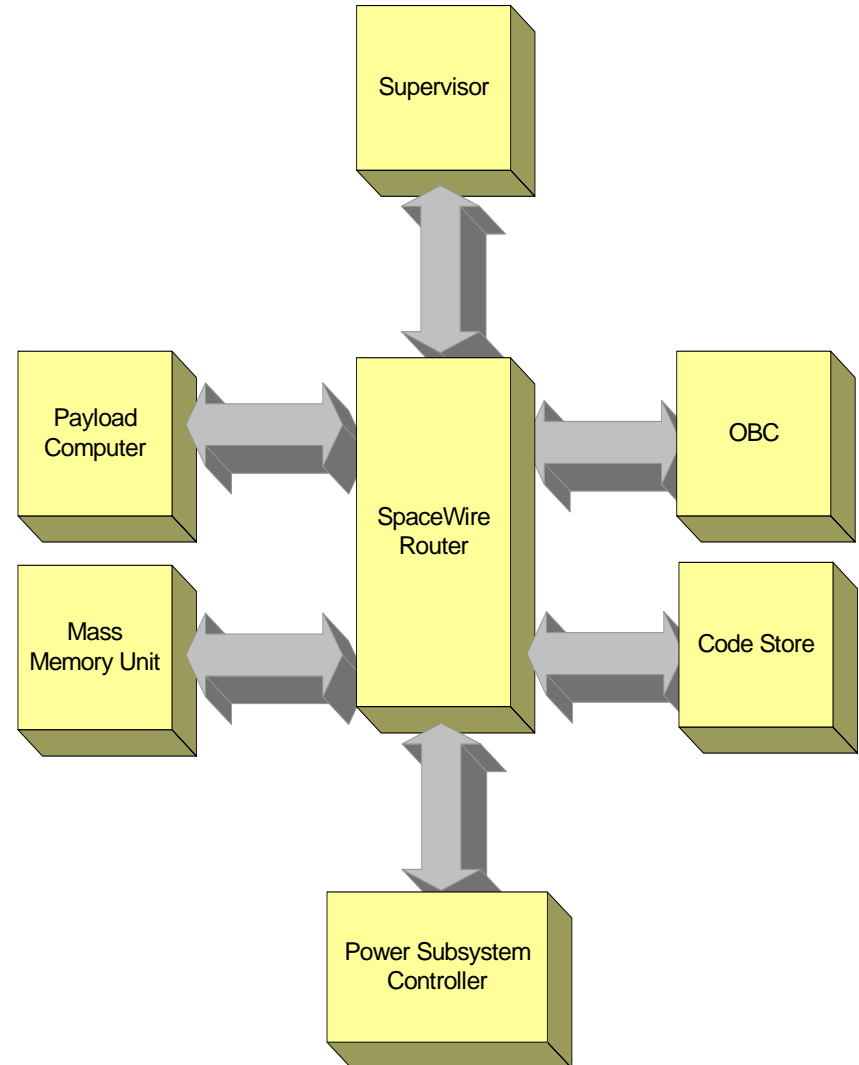 Supervisor
Payload
Computer
OBC
SpaceWire
Router
Mass
Memory Unit
Code Store
Power Subsystem
Controller